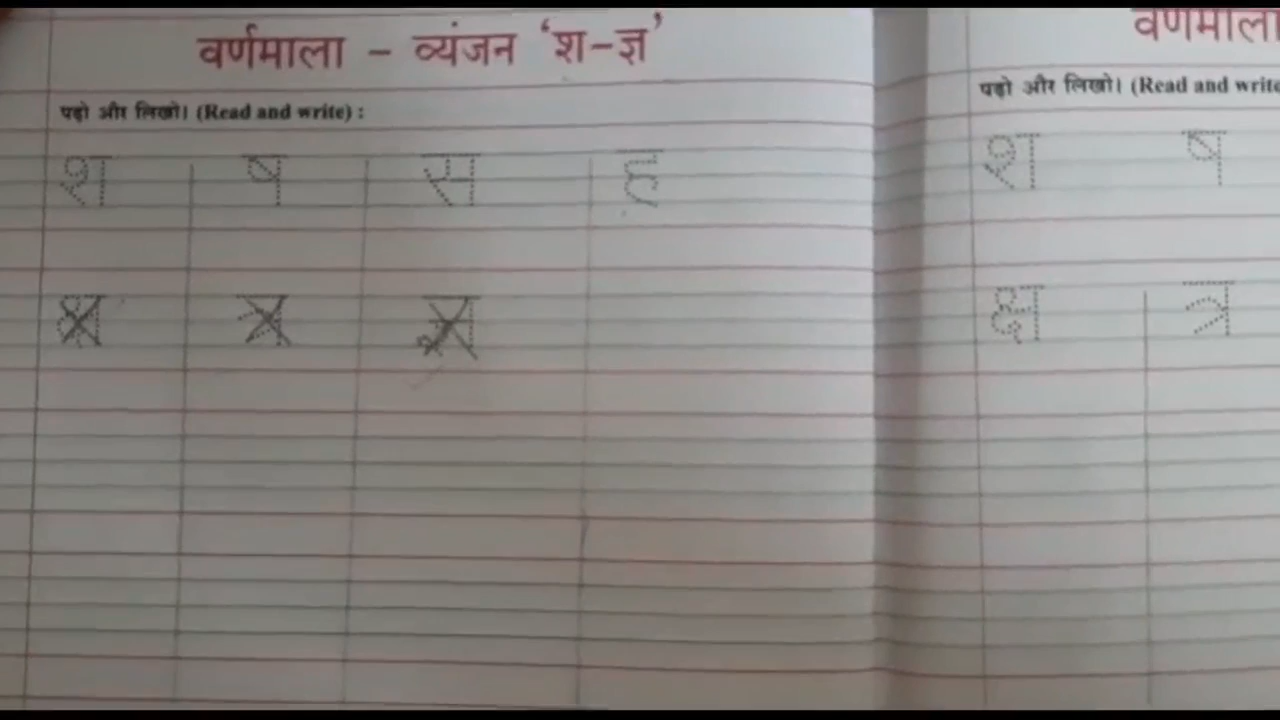 वर्णमाला – व्यंजन ‘श–ज्ञ’
पढ़ो और लिखो। (Read and write) :
श ष स ह
क्ष त्र ज्ञ
वर्णमाला
पढ़ो और लिखो। (Read and write
श ष
क्ष त्र